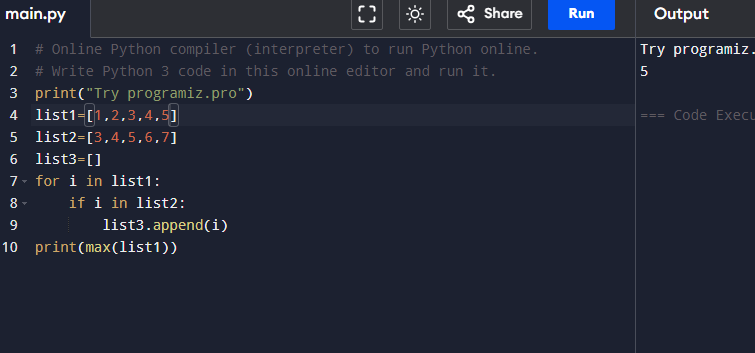 main.py Share Run Output
1 # Online Python compiler (interpreter) to run Python online.
2 # Write Python 3 code in this online editor and run it.
3 print("Try programiz.pro")
4 list1=[1,2,3,4,5]
5 list2=[3,4,5,6,7]
6 list3=[]
7 for i in list1:
8     if i in list2:
9         list3.append(i)
10 print(max(list1))
Try programiz.
5
=== Code Execu